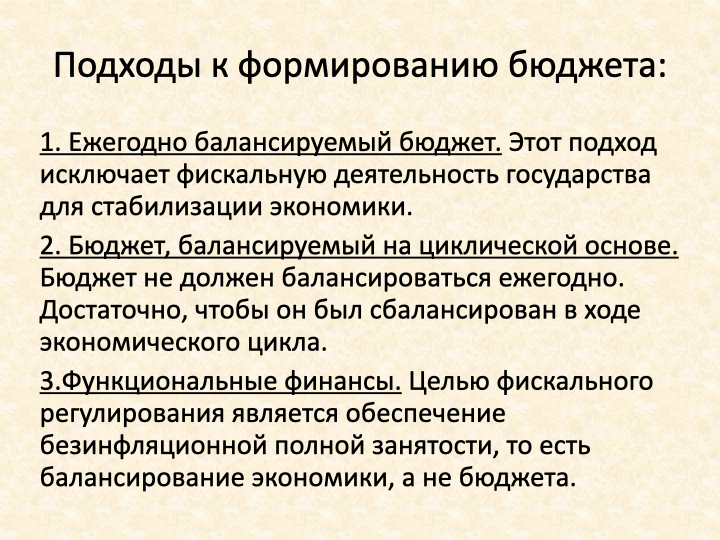 Подходы к формированию бюджета:
1. Ежегодно балансируемый бюджет. Этот подход
исключает фискальную деятельность государства
для стабилизации экономики.
2. Бюджет, балансируемый на циклической основе.
Бюджет не должен балансироваться ежегодно.
Достаточно, чтобы он был сбалансирован в ходе
экономического цикла.
3.Функциональные финансы. Целью фискального
регулирования является обеспечение
безинфляционной полной занятости, то есть
балансирование экономики, а не бюджета.